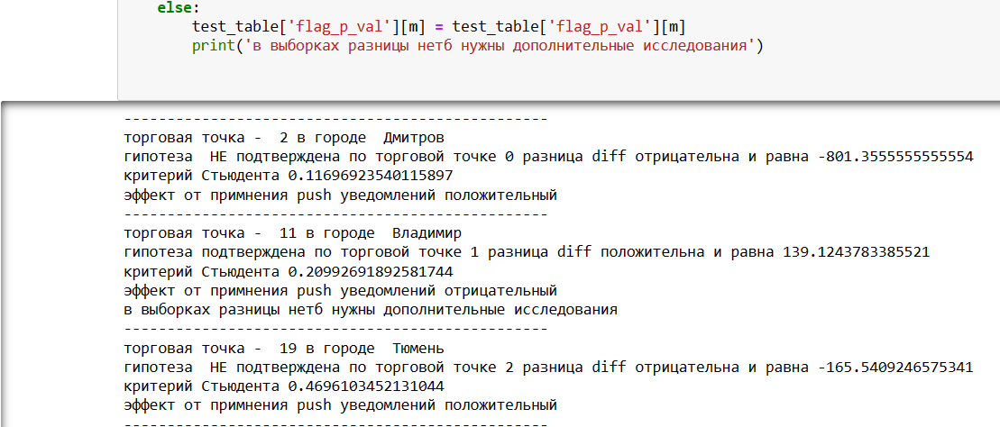 else:
test_table['flag_p_val'][m] = test_table['flag_p_val'][m]
print('в выборках разницы нетб нужны дополнительные исследования')
-------------------------------------------------
торговая точка -  2 в городе  Дмитров
гипотеза  НЕ подтверждена по торговой точке 0 разница diff отрицательна и равна -801.3555555555554
критерий Стьюдента 0.11696923540115897
эффект от примнения push уведомлений положительный
-------------------------------------------------
торговая точка -  11 в городе  Владимир
гипотеза подтверждена по торговой точке 1 разница diff положительна и равна 139.1243783385521
критерий Стьюдента 0.20992691892581744
эффект от примнения push уведомлений отрицательный
в выборках разницы нетб нужны дополнительные исследования
-------------------------------------------------
торговая точка -  19 в городе  Тюмень
гипотеза  НЕ подтверждена по торговой точке 2 разница diff отрицательна и равна -165.5409246575341
критерий Стьюдента 0.4696103452131044
эффект от примнения push уведомлений положительный
-------------------------------------------------